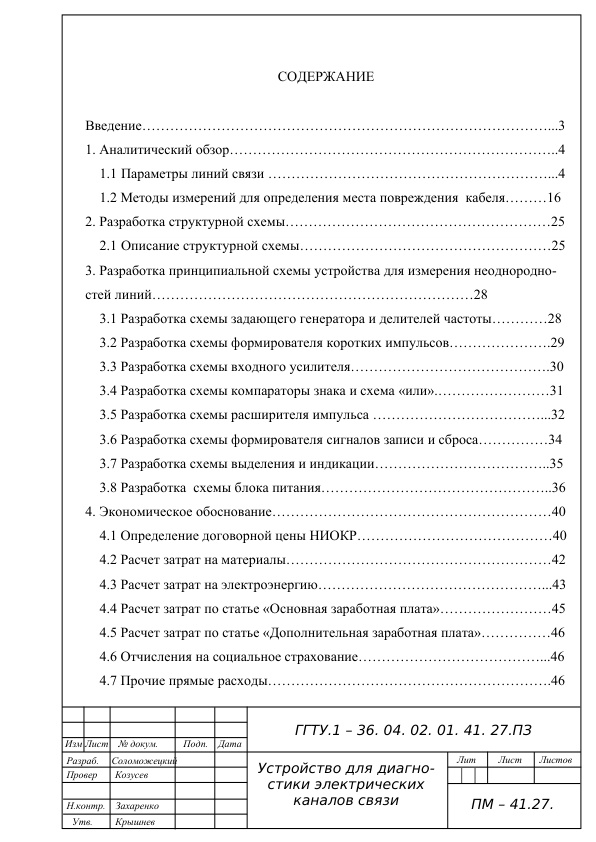 СОДЕРЖАНИЕ
Введение……………………………………………………………………………...3
1. Аналитический обзор……………………………………………………………..4
1.1 Параметры линий связи ……………………………………………………...4
1.2 Методы измерений для определения места повреждения  кабеля………16
2. Разработка структурной схемы…………………………………………………25
2.1 Описание структурной схемы………………………………………………25
3. Разработка принципиальной схемы устройства для измерения неоднородно-
стей линий……………………………………………………………28
3.1 Разработка схемы задающего генератора и делителей частоты…………28
3.2 Разработка схемы формирователя коротких импульсов………………….29
3.3 Разработка схемы входного усилителя…………………………………….30
3.4 Разработка схемы компараторы знака и схема «или».……………………31
3.5 Разработка схемы расширителя импульса ………………………………...32
3.6 Разработка схемы формирователя сигналов записи и сброса……………34
3.7 Разработка схемы выделения и индикации………………………………..35
3.8 Разработка  схемы блока питания…………………………………………..36
4. Экономическое обоснование……………………………………………………40
4.1 Определение договорной цены НИОКР………………………………………40
4.2 Расчет затрат на материалы…………………………………………………42
4.3 Расчет затрат на электроэнергию…………………………………………...43
4.4 Расчет затрат по статье «Основная заработная плата»……………………45
4.5 Расчет затрат по статье «Дополнительная заработная плата»……………46
4.6 Отчисления на социальное страхование…………………………………...46
4.7 Прочие прямые расходы…………………………………………………….46
ГГТУ.1 – 36. 04. 02. 01. 41. 27.ПЗ
Изм Лист № докум. Подп. Дата
Разраб. Соломожецкий
Провер Козусев
Н.контр. Захаренко
Утв. Крышнев
Устройство для диагно-
стики электрических
каналов связи
Лит Лист Листов
ПМ – 41.27.